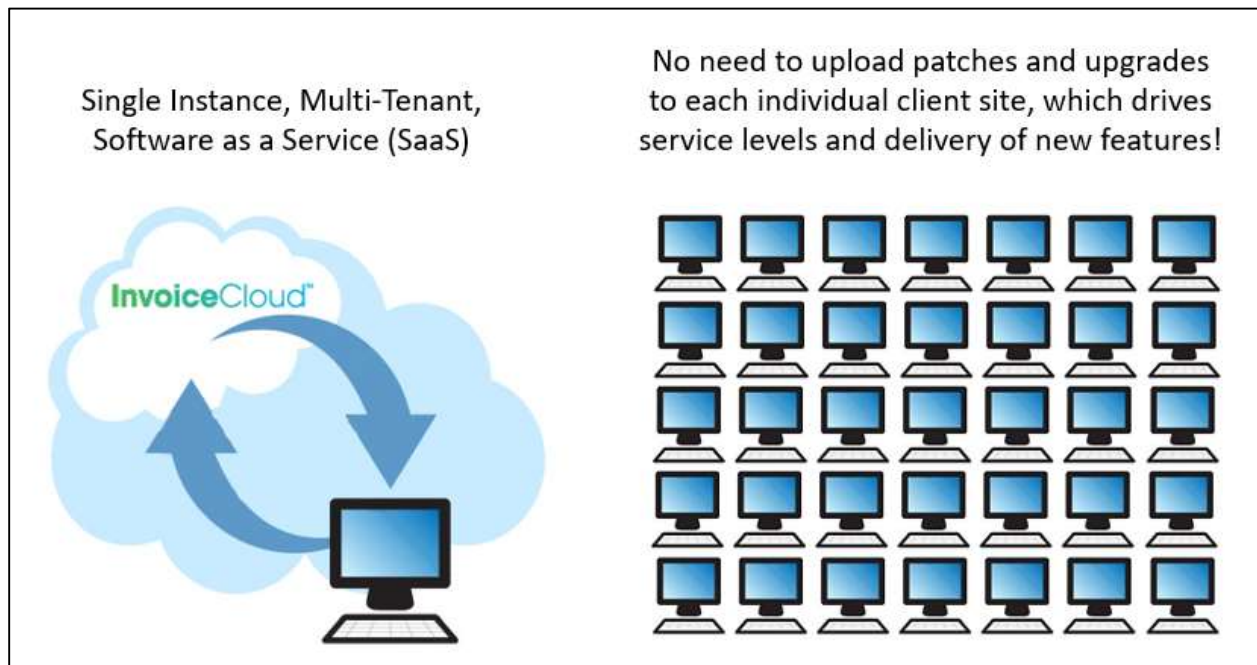 Single Instance, Multi-Tenant,
Software as a Service (SaaS)
InvoiceCloud™
No need to upload patches and upgrades
to each individual client site, which drives
service levels and delivery of new features!